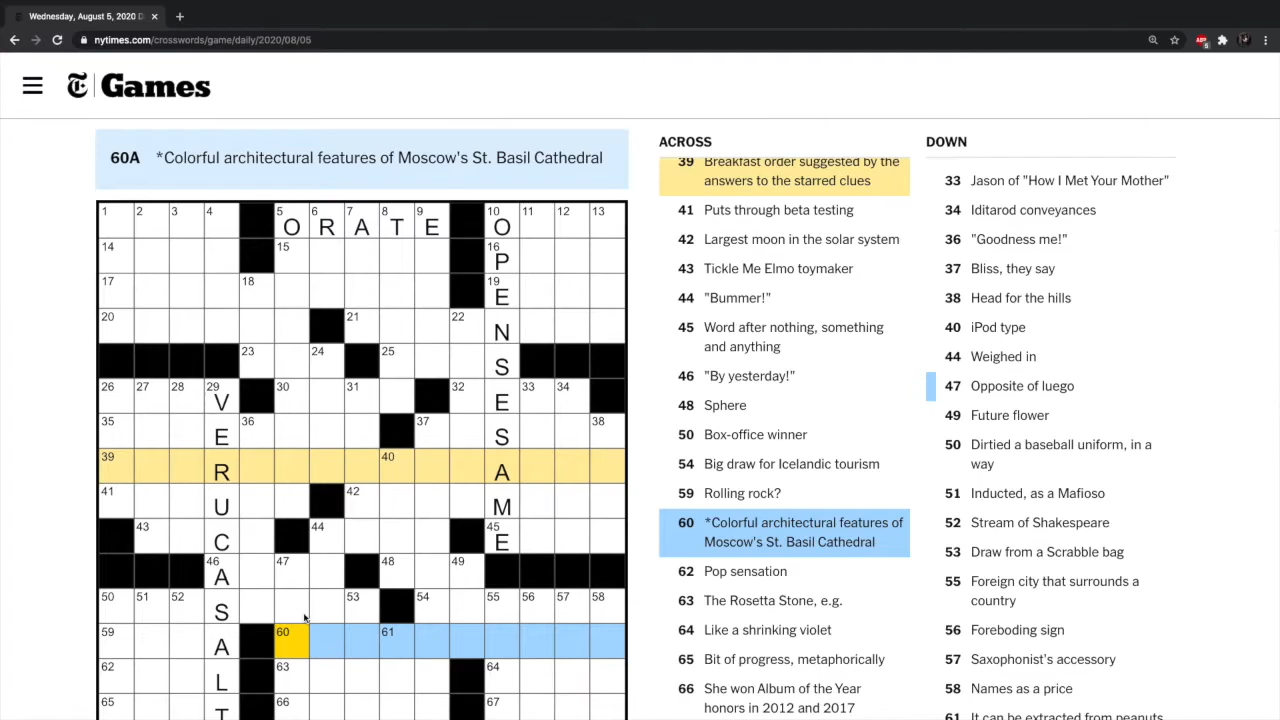 Wednesday, August 5, 2020 D
nytimes.com/crosswords/game/daily/2020/08/05
T Games
60A *Colorful architectural features of Moscow's St. Basil Cathedral
1 2 3 4 5 O 6 R 7 A 8 T 9 E 10 O 11 12 13
14 15 16 P
17 18 19 E
20 21 22 N
23 24 25 S
26 27 28 29 V 30 31 32 E 33 34
35 E 36 37 S 38
39 R 40 A
41 U 42 M
43 C 44 45 E
46 A 47 48 49
50 51 52 S 53 54 55 56 57 58
59 A 60 61
62 L 63 64
65 T 66 67
ACROSS
39 Breakfast order suggested by the
answers to the starred clues
41 Puts through beta testing
42 Largest moon in the solar system
43 Tickle Me Elmo toymaker
44 "Bummer!"
45 Word after nothing, something
and anything
46 "By yesterday!"
48 Sphere
50 Box-office winner
54 Big draw for Icelandic tourism
59 Rolling rock?
60 *Colorful architectural features of
Moscow's St. Basil Cathedral
62 Pop sensation
63 The Rosetta Stone, e.g.
64 Like a shrinking violet
65 Bit of progress, metaphorically
66 She won Album of the Year
honors in 2012 and 2017
DOWN
33 Jason of "How I Met Your Mother"
34 Iditarod conveyances
36 "Goodness me!"
37 Bliss, they say
38 Head for the hills
40 iPod type
44 Weighed in
47 Opposite of luego
49 Future flower
50 Dirtied a baseball uniform, in a
way
51 Inducted, as a Mafioso
52 Stream of Shakespeare
53 Draw from a Scrabble bag
55 Foreign city that surrounds a
country
56 Foreboding sign
57 Saxophonist's accessory
58 Names as a price
61 It can be extracted from peanuts